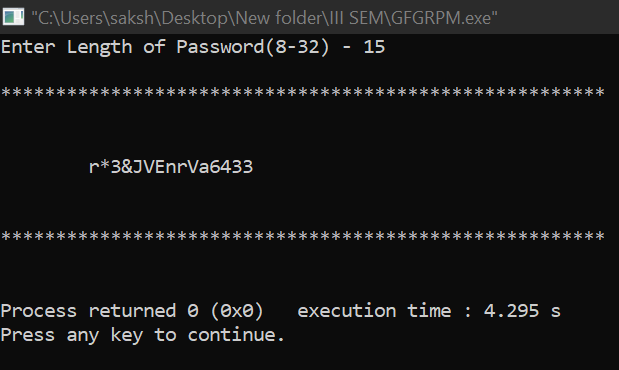 "C:\Users\saksh\Desktop\New folder\III SEM\GFGRPM.exe"
Enter Length of Password(8-32) - 15
*******************************************************
r*3&JVEnrVa6433
*******************************************************
Process returned 0 (0x0)   execution time : 4.295 s
Press any key to continue.